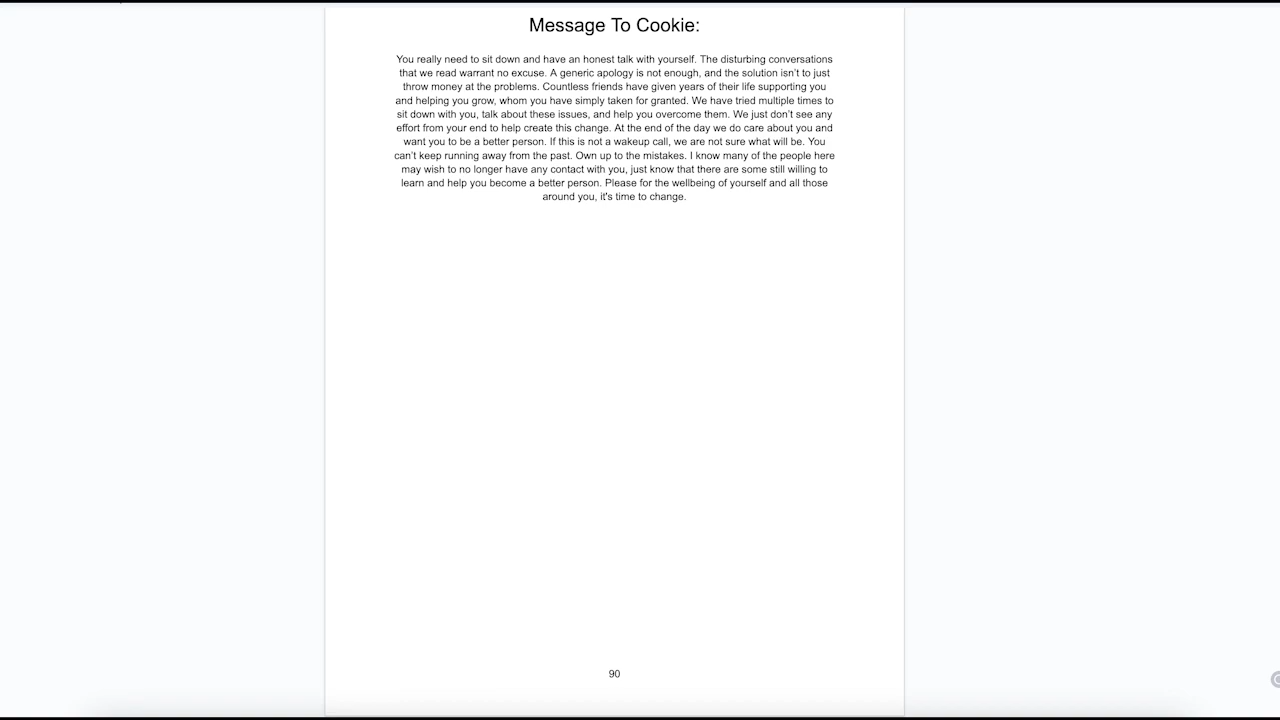 Message To Cookie:
You really need to sit down and have an honest talk with yourself. The disturbing conversations
that we read warrant no excuse. A generic apology is not enough, and the solution isn't to just
throw money at the problems. Countless friends have given years of their life supporting you
and helping you grow, whom you have simply taken for granted. We have tried multiple times to
sit down with you, talk about these issues, and help you overcome them. We just don't see any
effort from your end to help create this change. At the end of the day we do care about you and
want you to be a better person. If this is not a wakeup call, we are not sure what will be. You
can't keep running away from the past. Own up to the mistakes. I know many of the people here
may wish to no longer have any contact with you, just know that there are some still willing to
learn and help you become a better person. Please for the wellbeing of yourself and all those
around you, it's time to change.
90